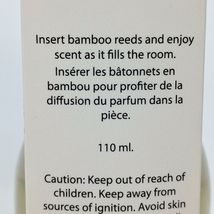 Insert bamboo reeds and enjoy
scent as it fills the room.
Insérer les bâtonnets en
bambou pour profiter de la
diffusion du parfum dans la
pièce.
110 ml.
Caution: Keep out of reach of
children. Keep away from
sources of ignition. Avoid skin